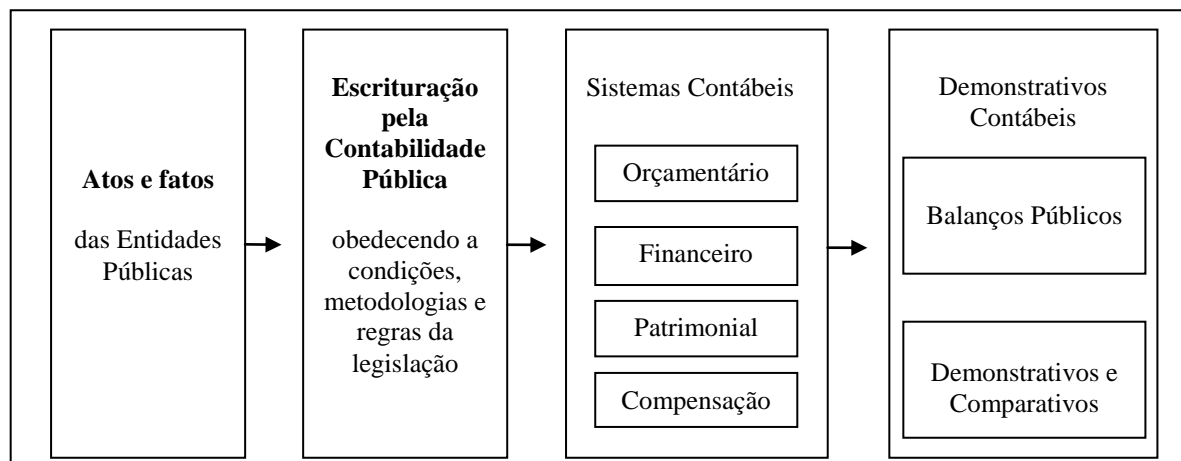 Atos e fatos
das Entidades
Públicas
Escrituração
pela
Contabilidade
Pública
obedecendo a
condições,
metodologias e
regras da
legislação
Sistemas Contábeis
Orçamentário
Financeiro
Patrimonial
Compensação
Demonstrativos
Contábeis
Balanços Públicos
Demonstrativos e
Comparativos